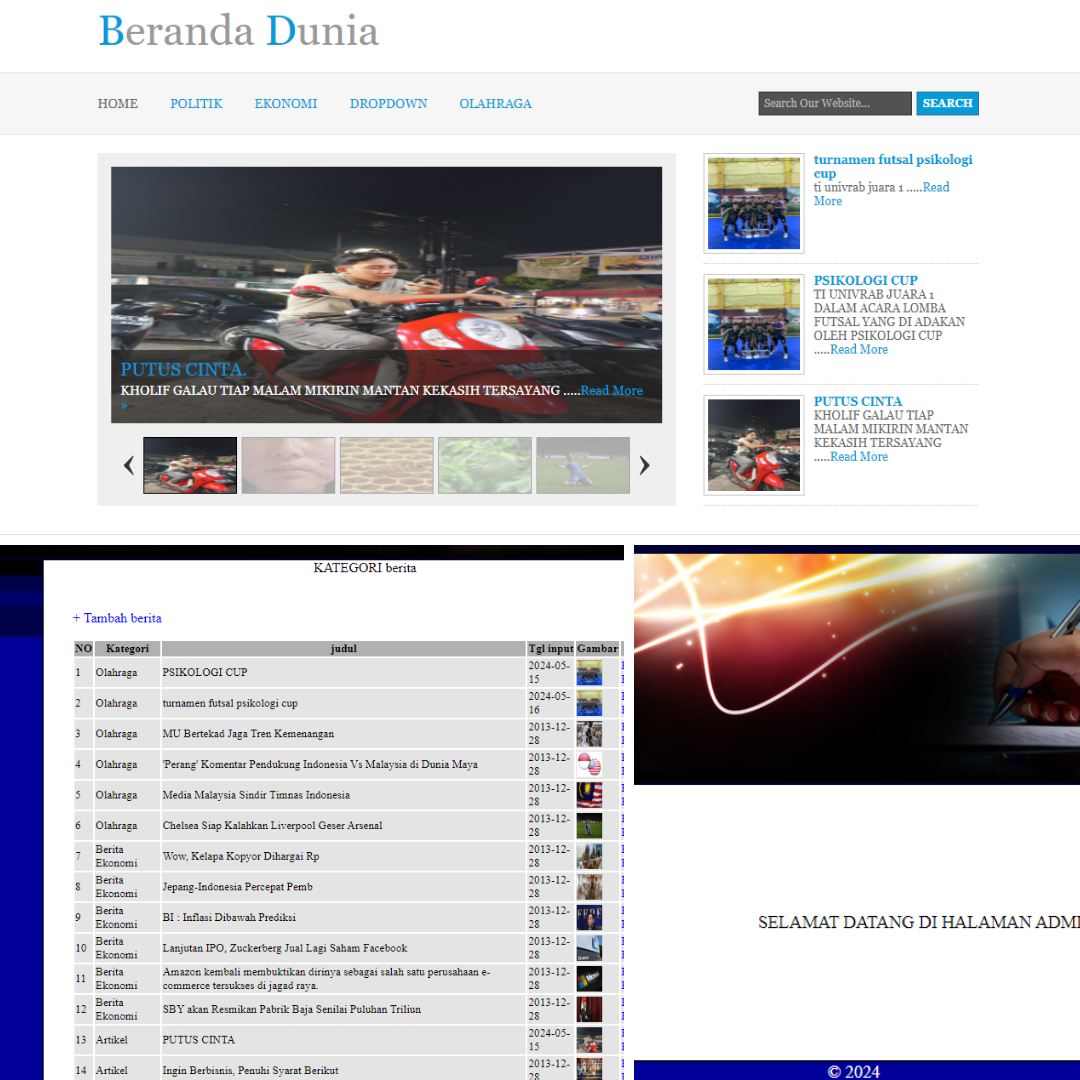 Beranda Dunia
HOME POLITIK EKONOMI DROPDOWN OLAHRAGA
Search Our Website... SEARCH
PUTUS CINTA.
KHOLIF GALAU TIAP MALAM MIKIRIN MANTAN KEKASIH TERSAYANG .....Read More
»
turnamen futsal psikologi
cup
ti univrab juara 1 .....Read
More
PSIKOLOGI CUP
TI UNIVRAB JUARA 1
DALAM ACARA LOMBA
FUTSAL YANG DI ADAKAN
OLEH PSIKOLOGI CUP
.....Read More
PUTUS CINTA
KHOLIF GALAU TIAP
MALAM MIKIRIN MANTAN
KEKASIH TERSAYANG
.....Read More
KATEGORI berita
+ Tambah berita
NO Kategori judul Tgl input Gambar
1 Olahraga PSIKOLOGI CUP 2024-05-15
2 Olahraga turnamen futsal psikologi cup 2024-05-16
3 Olahraga MU Bertekad Jaga Tren Kemenangan 2013-12-28
4 Olahraga 'Perang' Komentar Pendukung Indonesia Vs Malaysia di Dunia Maya 2013-12-28
5 Olahraga Media Malaysia Sindir Timnas Indonesia 2013-12-28
6 Olahraga Chelsea Siap Kalahkan Liverpool Geser Arsenal 2013-12-28
7 Berita Ekonomi Wow, Kelapa Kopyor Dihargai Rp 2013-12-28
8 Berita Ekonomi Jepang-Indonesia Percepat Pemb 2013-12-28
9 Berita Ekonomi BI : Inflasi Dibawah Prediksi 2013-12-28
10 Berita Ekonomi Lanjutan IPO, Zuckerberg Jual Lagi Saham Facebook 2013-12-28
11 Berita Ekonomi Amazon kembali membuktikan dirinya sebagai salah satu perusahaan e-commerce tersukses di jagad raya. 2013-12-28
12 Berita Ekonomi SBY akan Resmikan Pabrik Baja Senilai Puluhan Triliun 2013-12-28
13 Artikel PUTUS CINTA 2024-05-15
14 Artikel Ingin Berbisnis, Penuhi Syarat Berikut 2013-12-28
SELAMAT DATANG DI HALAMAN ADMI
© 2024